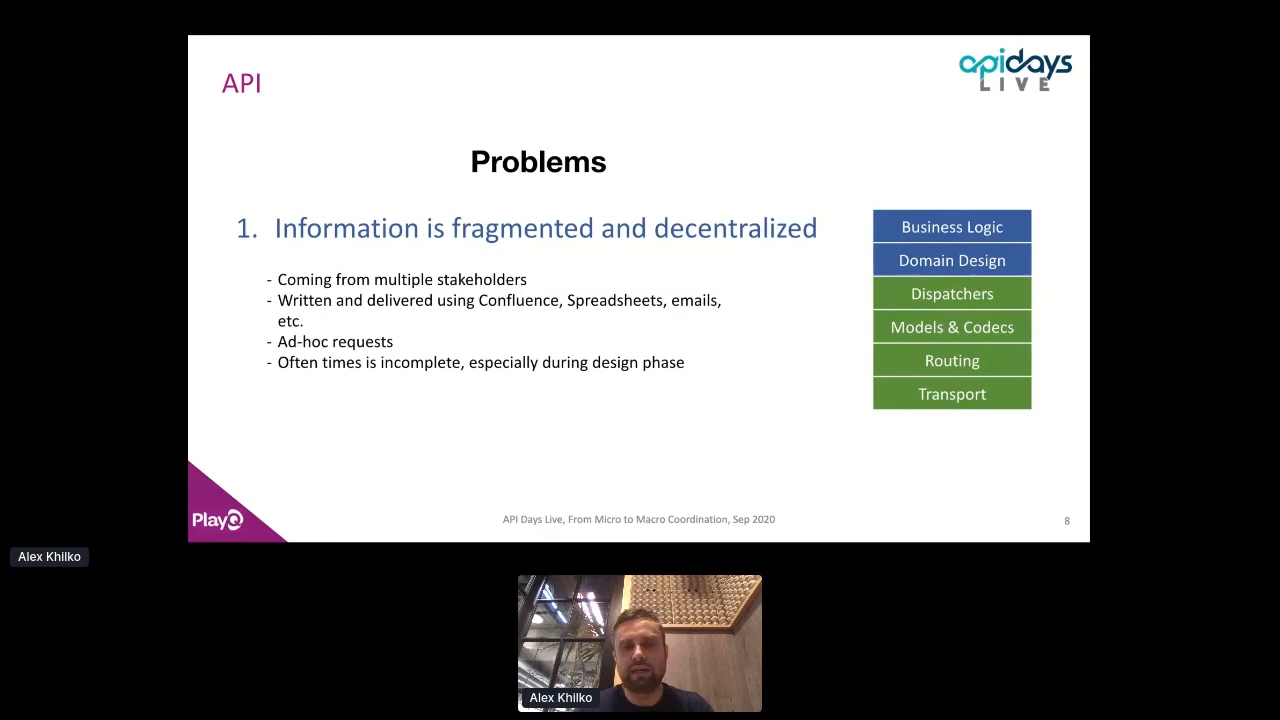 API
apidays
LIVE
Problems
1. Information is fragmented and decentralized
- Coming from multiple stakeholders
- Written and delivered using Confluence, Spreadsheets, emails,
etc.
- Ad-hoc requests
- Often times is incomplete, especially during design phase
Business Logic
Domain Design
Dispatchers
Models & Codecs
Routing
Transport
PlayQ
API Days Live, From Micro to Macro Coordination, Sep 2020
8
Alex Khilko
Alex Khilko